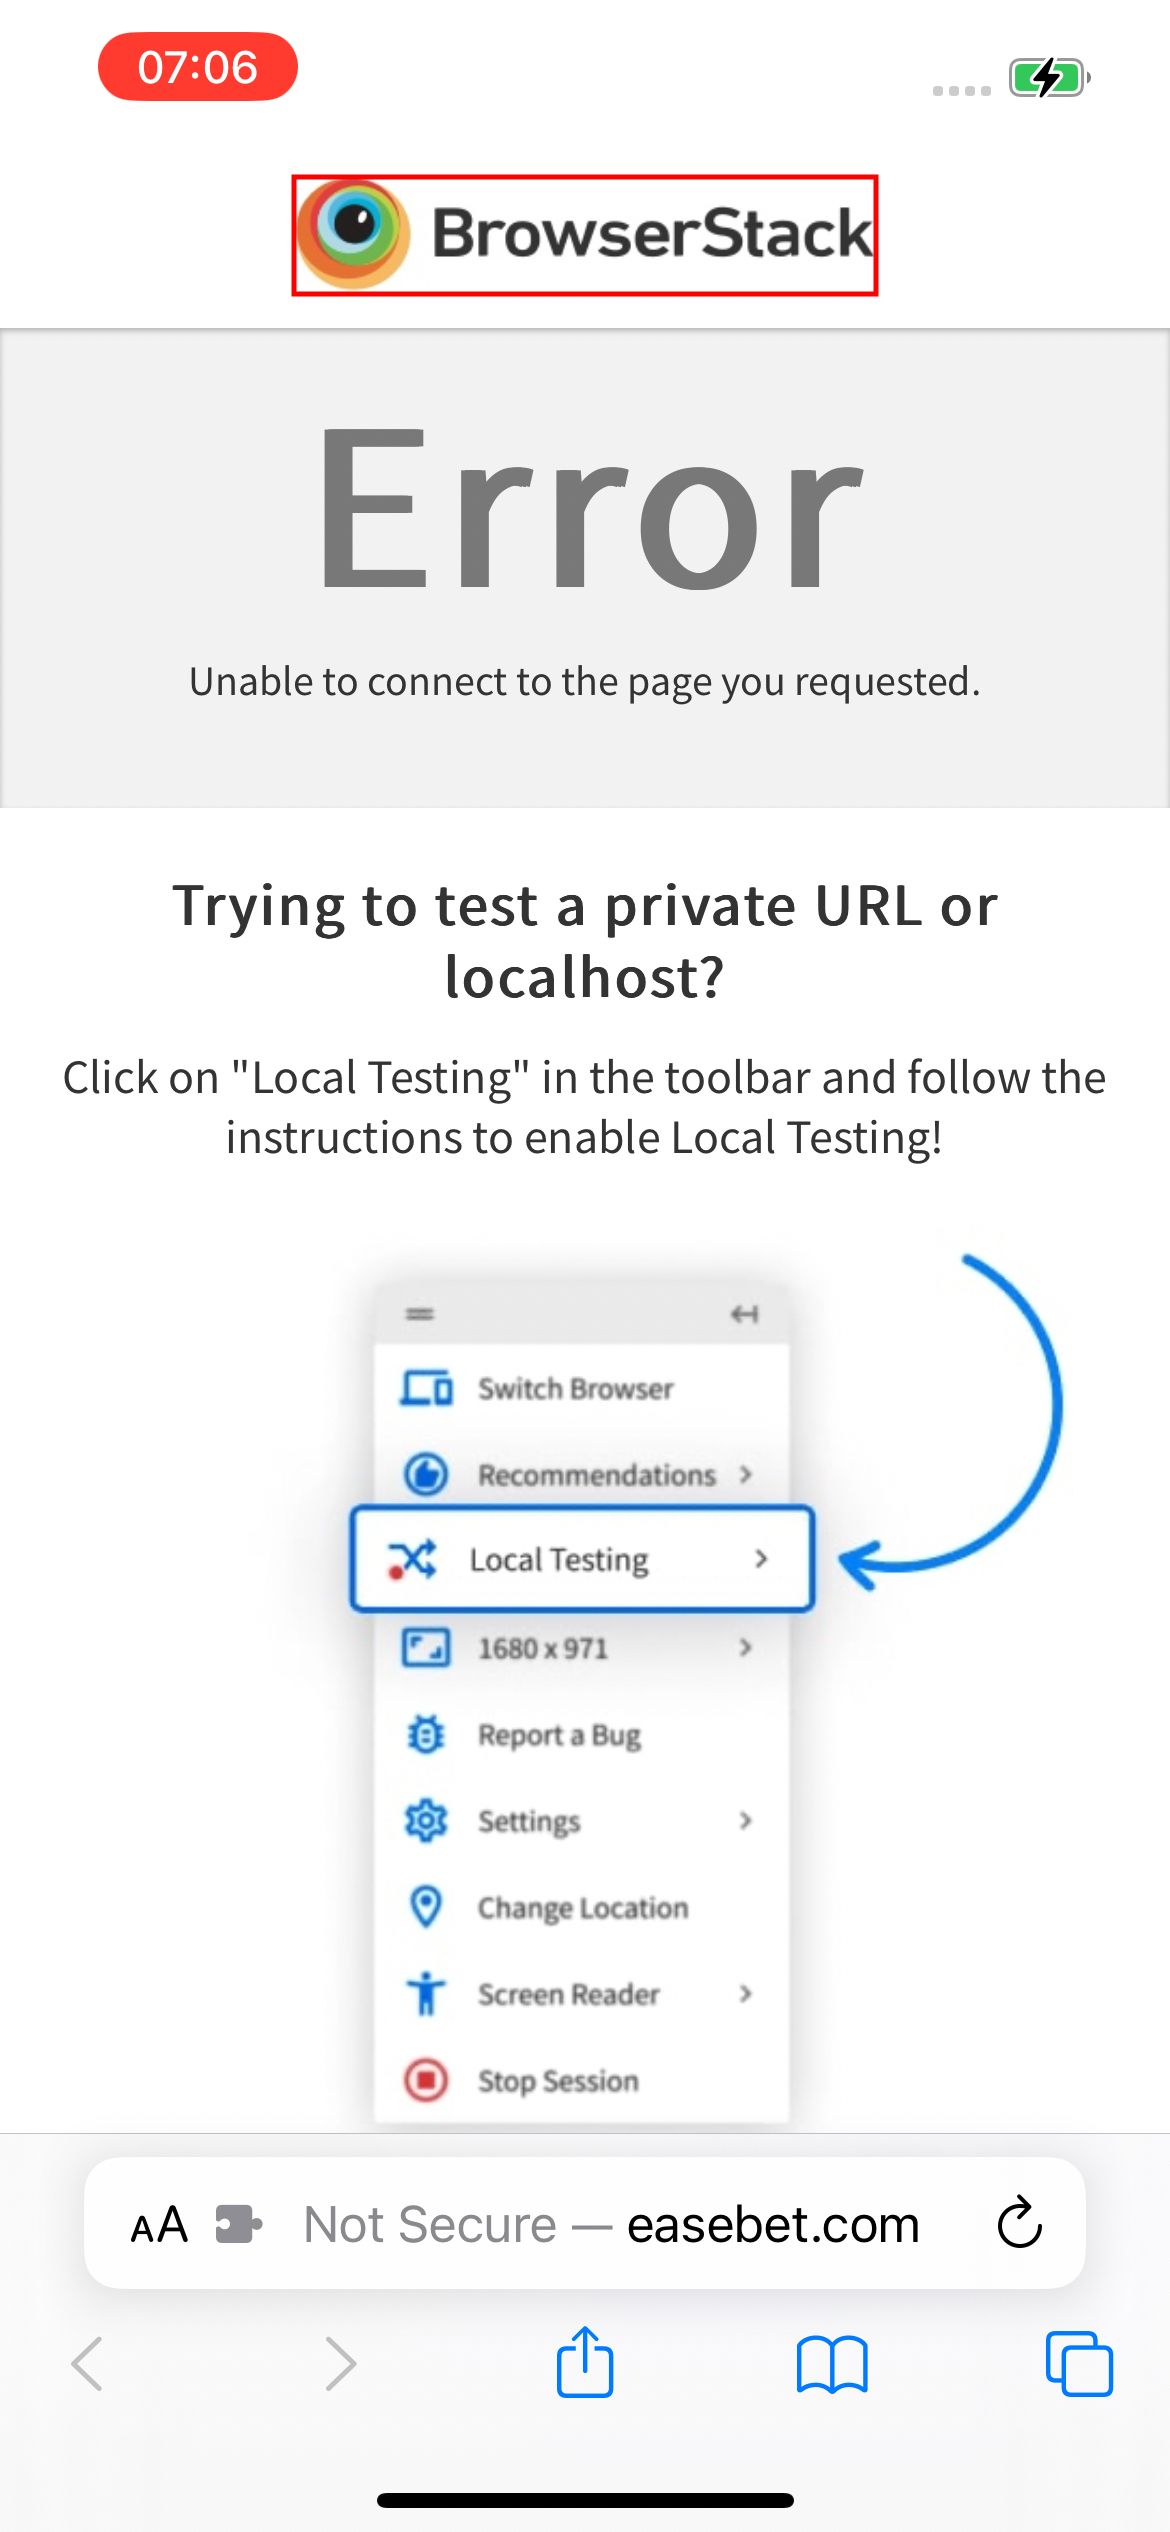 07:06
BrowserStack
Error
Unable to connect to the page you requested.
Trying to test a private URL or
localhost?
Click on "Local Testing" in the toolbar and follow the
instructions to enable Local Testing!
Switch Browser
Recommendations
Local Testing
1680 x 971
Report a Bug
Settings
Change Location
Screen Reader
Stop Session
AA Not Secure — easebet.com